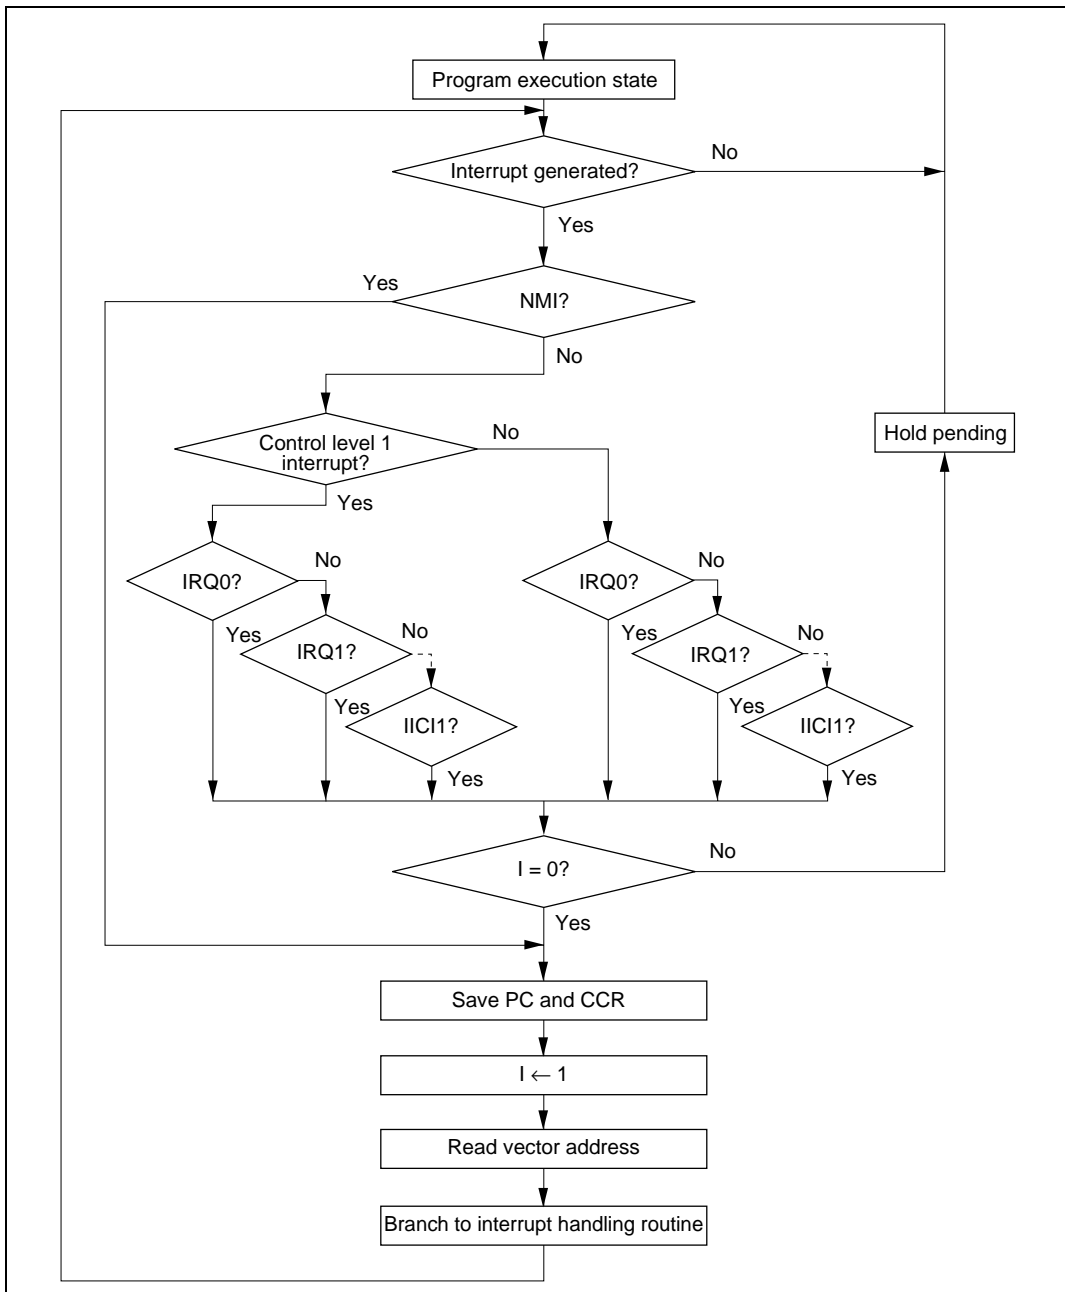 Program execution state
No
Interrupt generated?
Yes
Yes
NMI?
No
Control level 1
interrupt?
No
Hold pending
Yes
IRQ0?
No
IRQ0?
No
Yes
IRQ1?
No
Yes
IRQ1?
No
Yes
IICI1?
Yes
IICI1?
Yes
Yes
I = 0?
No
Yes
Save PC and CCR
I ← 1
Read vector address
Branch to interrupt handling routine